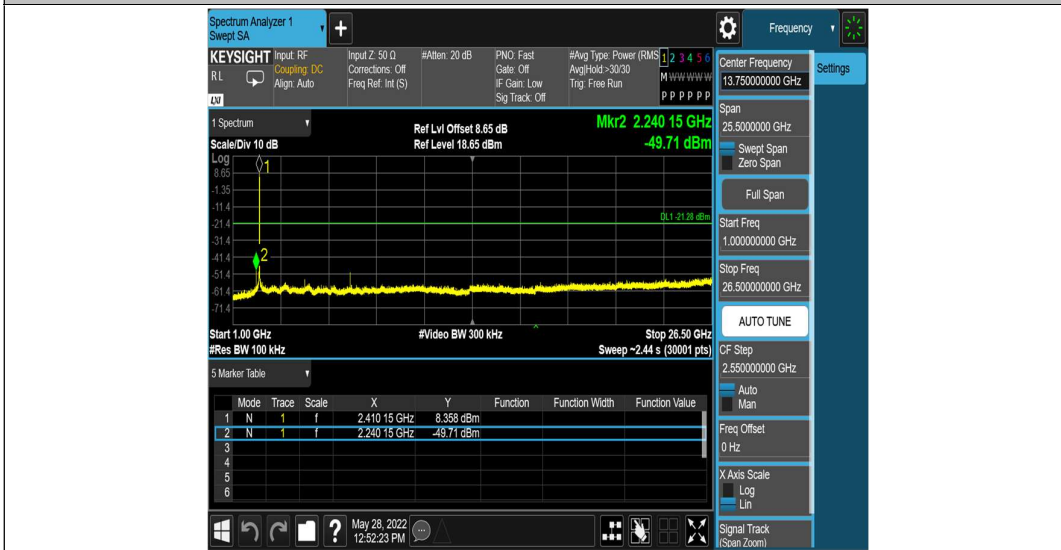 Spectrum Analyzer 1
Swept SA
+
Frequency
KEYSIGHT
RL
LXI
Input: RF
Coupling: DC
Align: Auto
Input Z: 50 Ω
Corrections: Off
Freq Ref: Int (S)
#Atten: 20 dB
PNO: Fast
Gate: Off
IF Gain: Low
Sig Track: Off
#Avg Type: Power (RMS
Avg|Hold:>30/30
Trig: Free Run
1 2 3 4 5 6
M W W W W W
P P P P P P
1 Spectrum
Scale/Div 10 dB
Ref Lvl Offset 8.65 dB
Ref Level 18.65 dBm
Mkr2 2.240 15 GHz
-49.71 dBm
Log
8.65
-1.35
-11.4
-21.4
-31.4
-41.4
-51.4
-61.4
-71.4
1
2
DL1 -21.28 dBm
Start 1.00 GHz
#Res BW 100 kHz
#Video BW 300 kHz
Stop 26.50 GHz
Sweep ~2.44 s (30001 pts)
5 Marker Table
Mode Trace Scale X Y Function Function Width Function Value
1 N 1 f 2.410 15 GHz 8.358 dBm
2 N 1 f 2.240 15 GHz -49.71 dBm
3
4
5
6
?
May 28, 2022
12:52:23 PM
Center Frequency
13.750000000 GHz
Settings
Span
25.5000000 GHz
Swept Span
Zero Span
Full Span
Start Freq
1.000000000 GHz
Stop Freq
26.500000000 GHz
AUTO TUNE
CF Step
2.550000000 GHz
Auto
Man
Freq Offset
0 Hz
X Axis Scale
Log
Lin
Signal Track
(Span Zoom)